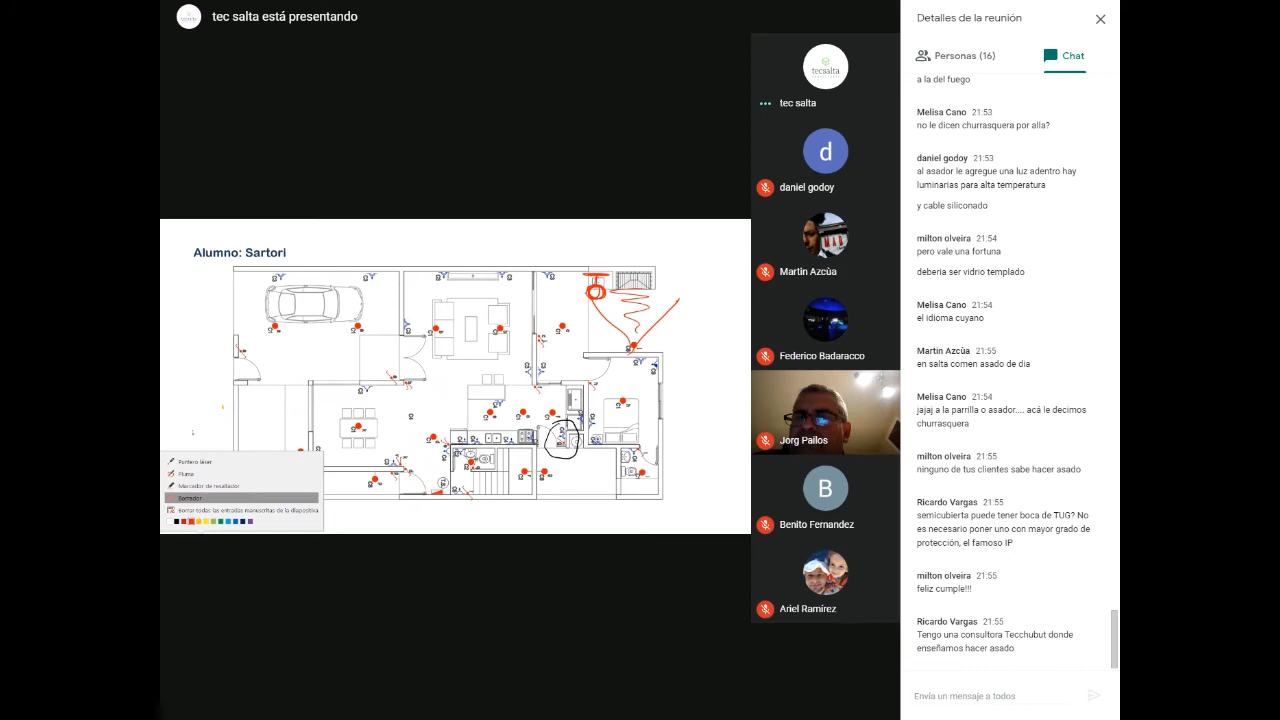 tec salta está presentando
Alumno: Sartori
Puntero láser
Pluma
Marcador de resaltador
Borrador
Borrar todas las entradas manuscritas de la diapositiva
tecsalta
tec salta
d
daniel godoy
Martin Azcùa
Federico Badaracco
Jorg Pailos
B
Benito Fernandez
Ariel Ramírez
Detalles de la reunión
Personas (16)
Chat
a la del fuego
Melisa Cano 21:53
no le dicen churrasquera por alla?
daniel godoy 21:53
al asador le agregue una luz adentro hay
luminarias para alta temperatura
y cable siliconado
milton olveira 21:54
pero vale una fortuna
deberia ser vidrio templado
Melisa Cano 21:54
el idioma cuyano
Martin Azcùa 21:55
en salta comen asado de dia
Melisa Cano 21:54
jajaj a la parrilla o asador.... acá le decimos
churrasquera
milton olveira 21:55
ninguno de tus clientes sabe hacer asado
Ricardo Vargas 21:55
semicubierta puede tener boca de TUG? No
es necesario poner uno con mayor grado de
protección, el famoso IP
milton olveira 21:55
feliz cumple!!!
Ricardo Vargas 21:55
Tengo una consultora Tecchubut donde
enseñamos hacer asado
Envía un mensaje a todos